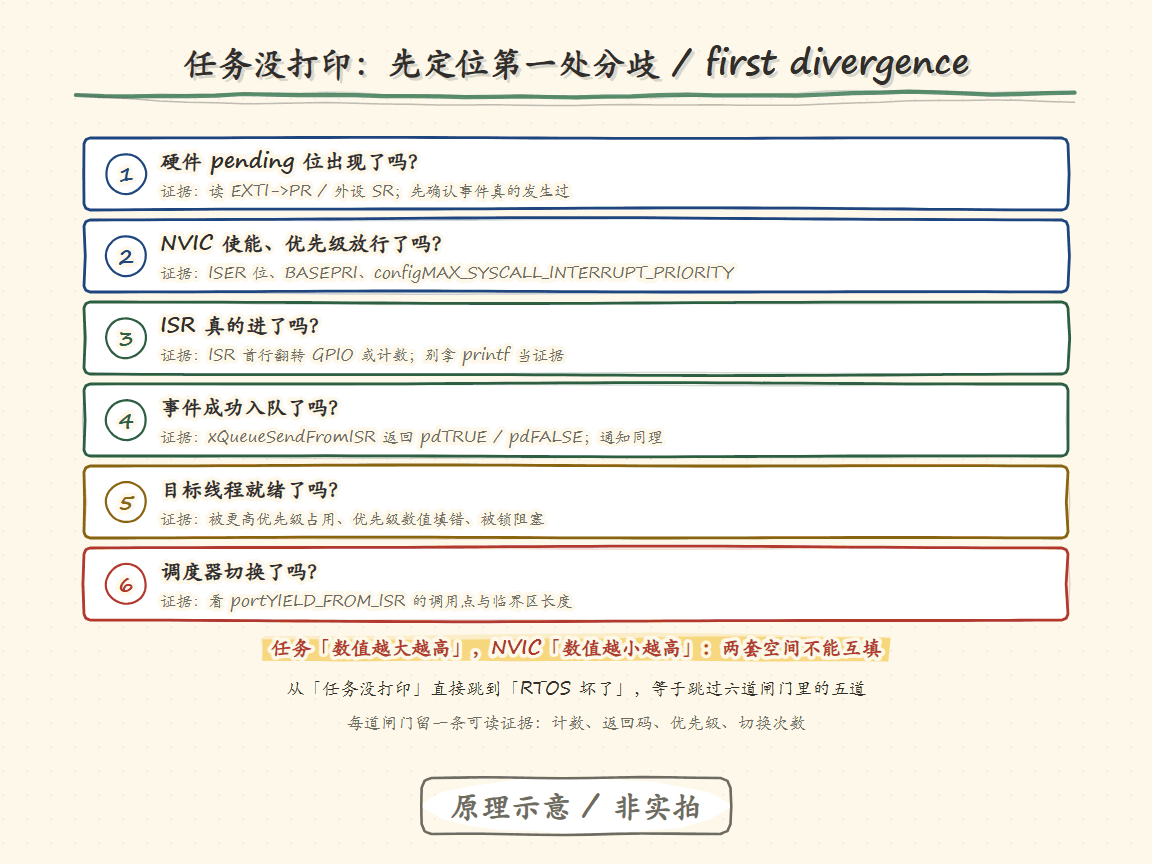 任务没打印：先定位第一处分歧 / first divergence
1
硬件 pending 位出现了吗?
证据：读 EXTI->PR / 外设 SR；先确认事件真的发生过
2
NVIC 使能、优先级放行了吗?
证据：ISER 位、BASEPRI、configMAX_SYSCALL_INTERRUPT_PRIORITY
3
ISR 真的进了吗?
证据：ISR 首行翻转 GPIO 或计数；别拿 printf 当证据
4
事件成功入队了吗?
证据：xQueueSendFromISR 返回 pdTRUE / pdFALSE；通知同理
5
目标线程就绪了吗?
证据：被更高优先级占用、优先级数值填错、被锁阻塞
6
调度器切换了吗?
证据：看 portYIELD_FROM_ISR 的调用点与临界区长度
任务「数值越大越高」，NVIC「数值越小越高」：两套空间不能互填
从「任务没打印」直接跳到「RTOS 坏了」，等于跳过六道闸门里的五道
每道闸门留一条可读证据：计数、返回码、优先级、切换次数
原理示意 / 非实拍